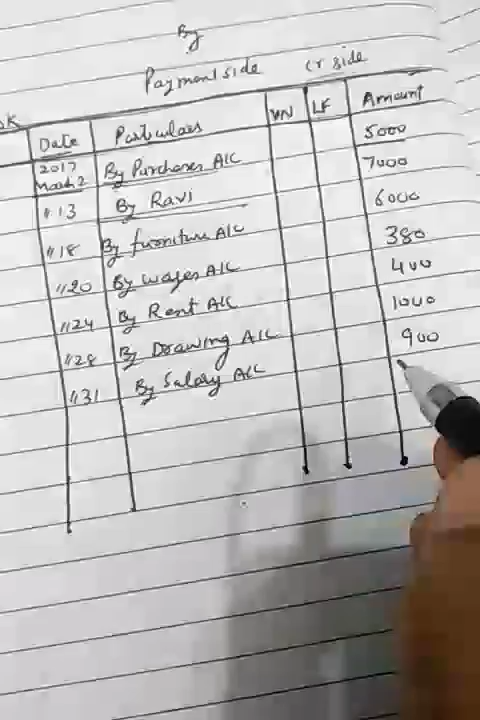 By
Payment side Cr side
Date Particulars VN LF Amount
2017
March 2 By Purchases A/C 5000
"13 By Ravi 7000
"18 By furniture A/C 6000
"20 By wages A/C 380
"24 By Rent A/C 400
"28 By Drawing A/C 1000
"31 By Salary A/C 900